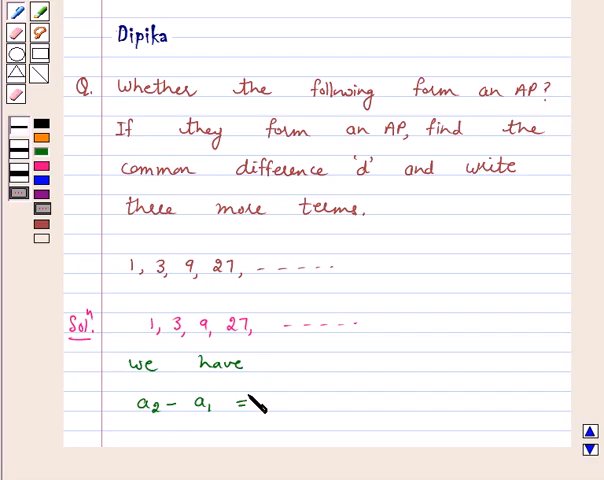 Dipika
Q. Whether the following form an AP?
If they form an AP, find the
common difference 'd' and write
three more terms.
1, 3, 9, 27, ------
Solⁿ. 1, 3, 9, 27, ------
we have
a₂ - a₁ =